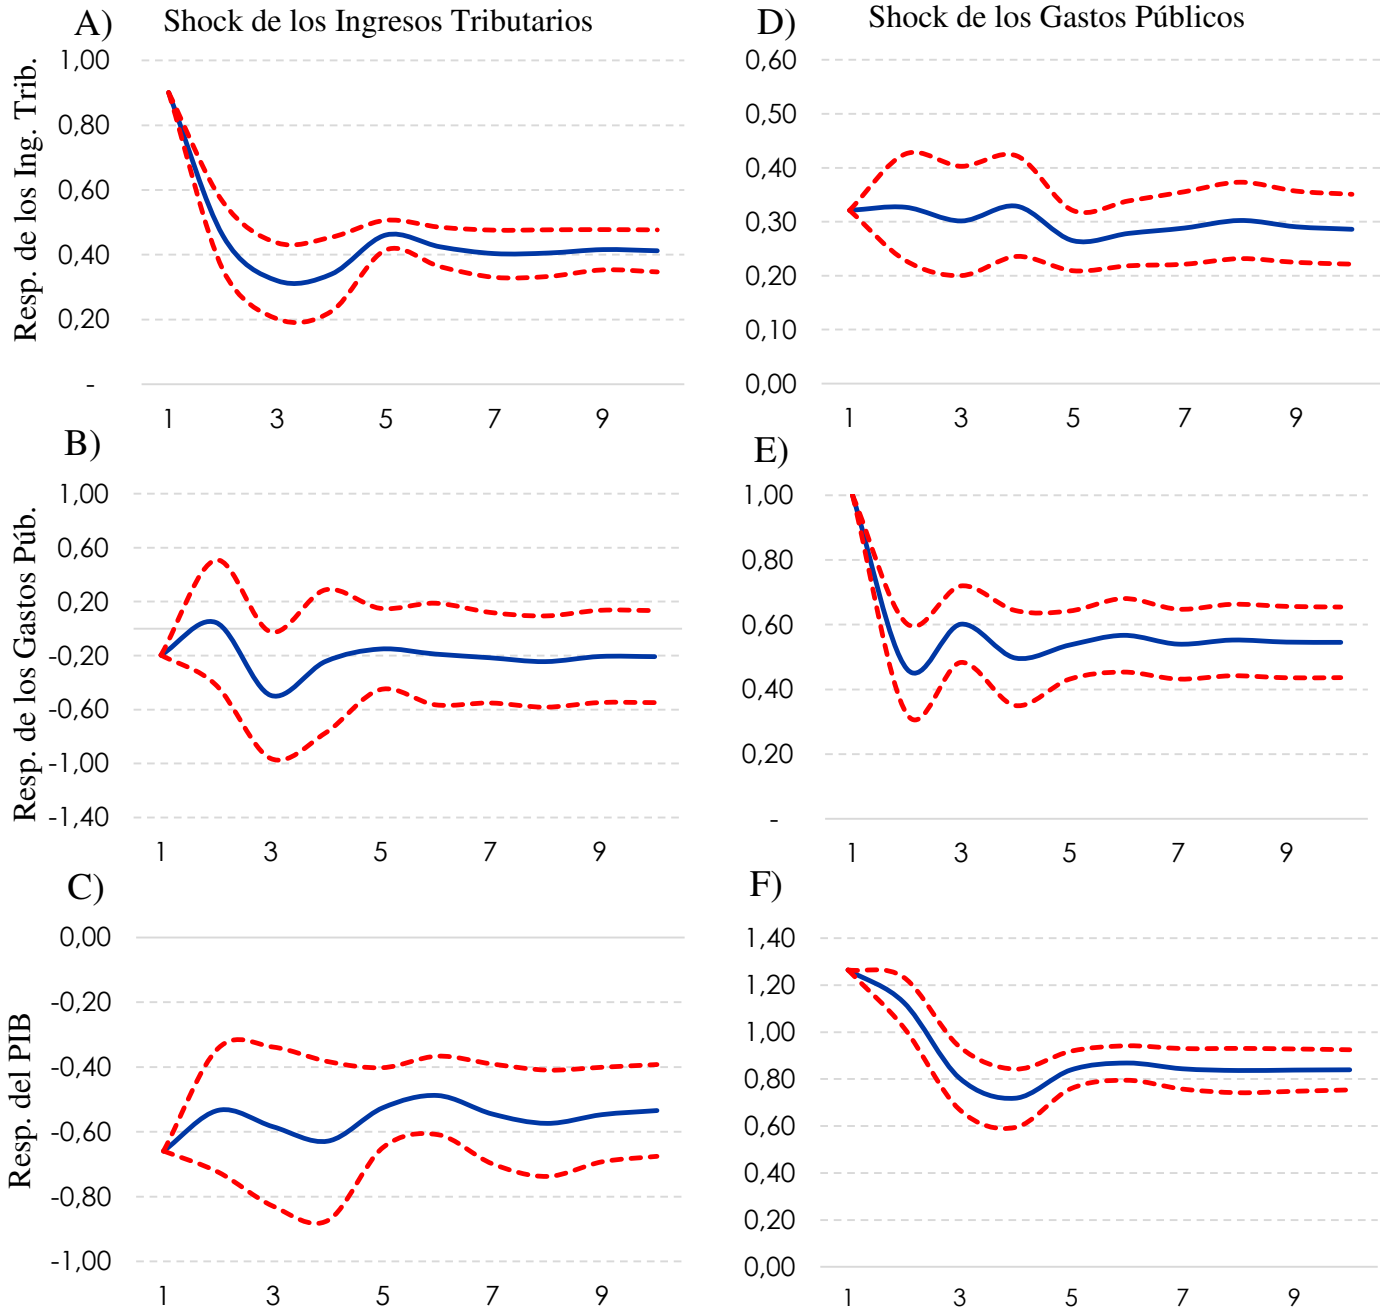 A) Shock de los Ingresos Tributarios
Resp. de los Ing. Trib.
1,00
0,80
0,60
0,40
0,20
-
1 3 5 7 9
D) Shock de los Gastos Públicos
0,60
0,50
0,40
0,30
0,20
0,10
0,00
1 3 5 7 9
B)
Resp. de los Gastos Púb.
1,00
0,60
0,20
-0,20
-0,60
-1,00
-1,40
1 3 5 7 9
E)
1,00
0,80
0,60
0,40
0,20
-
1 3 5 7 9
C)
Resp. del PIB
0,00
-0,20
-0,40
-0,60
-0,80
-1,00
1 3 5 7 9
F)
1,40
1,20
1,00
0,80
0,60
0,40
0,20
0,00
1 3 5 7 9